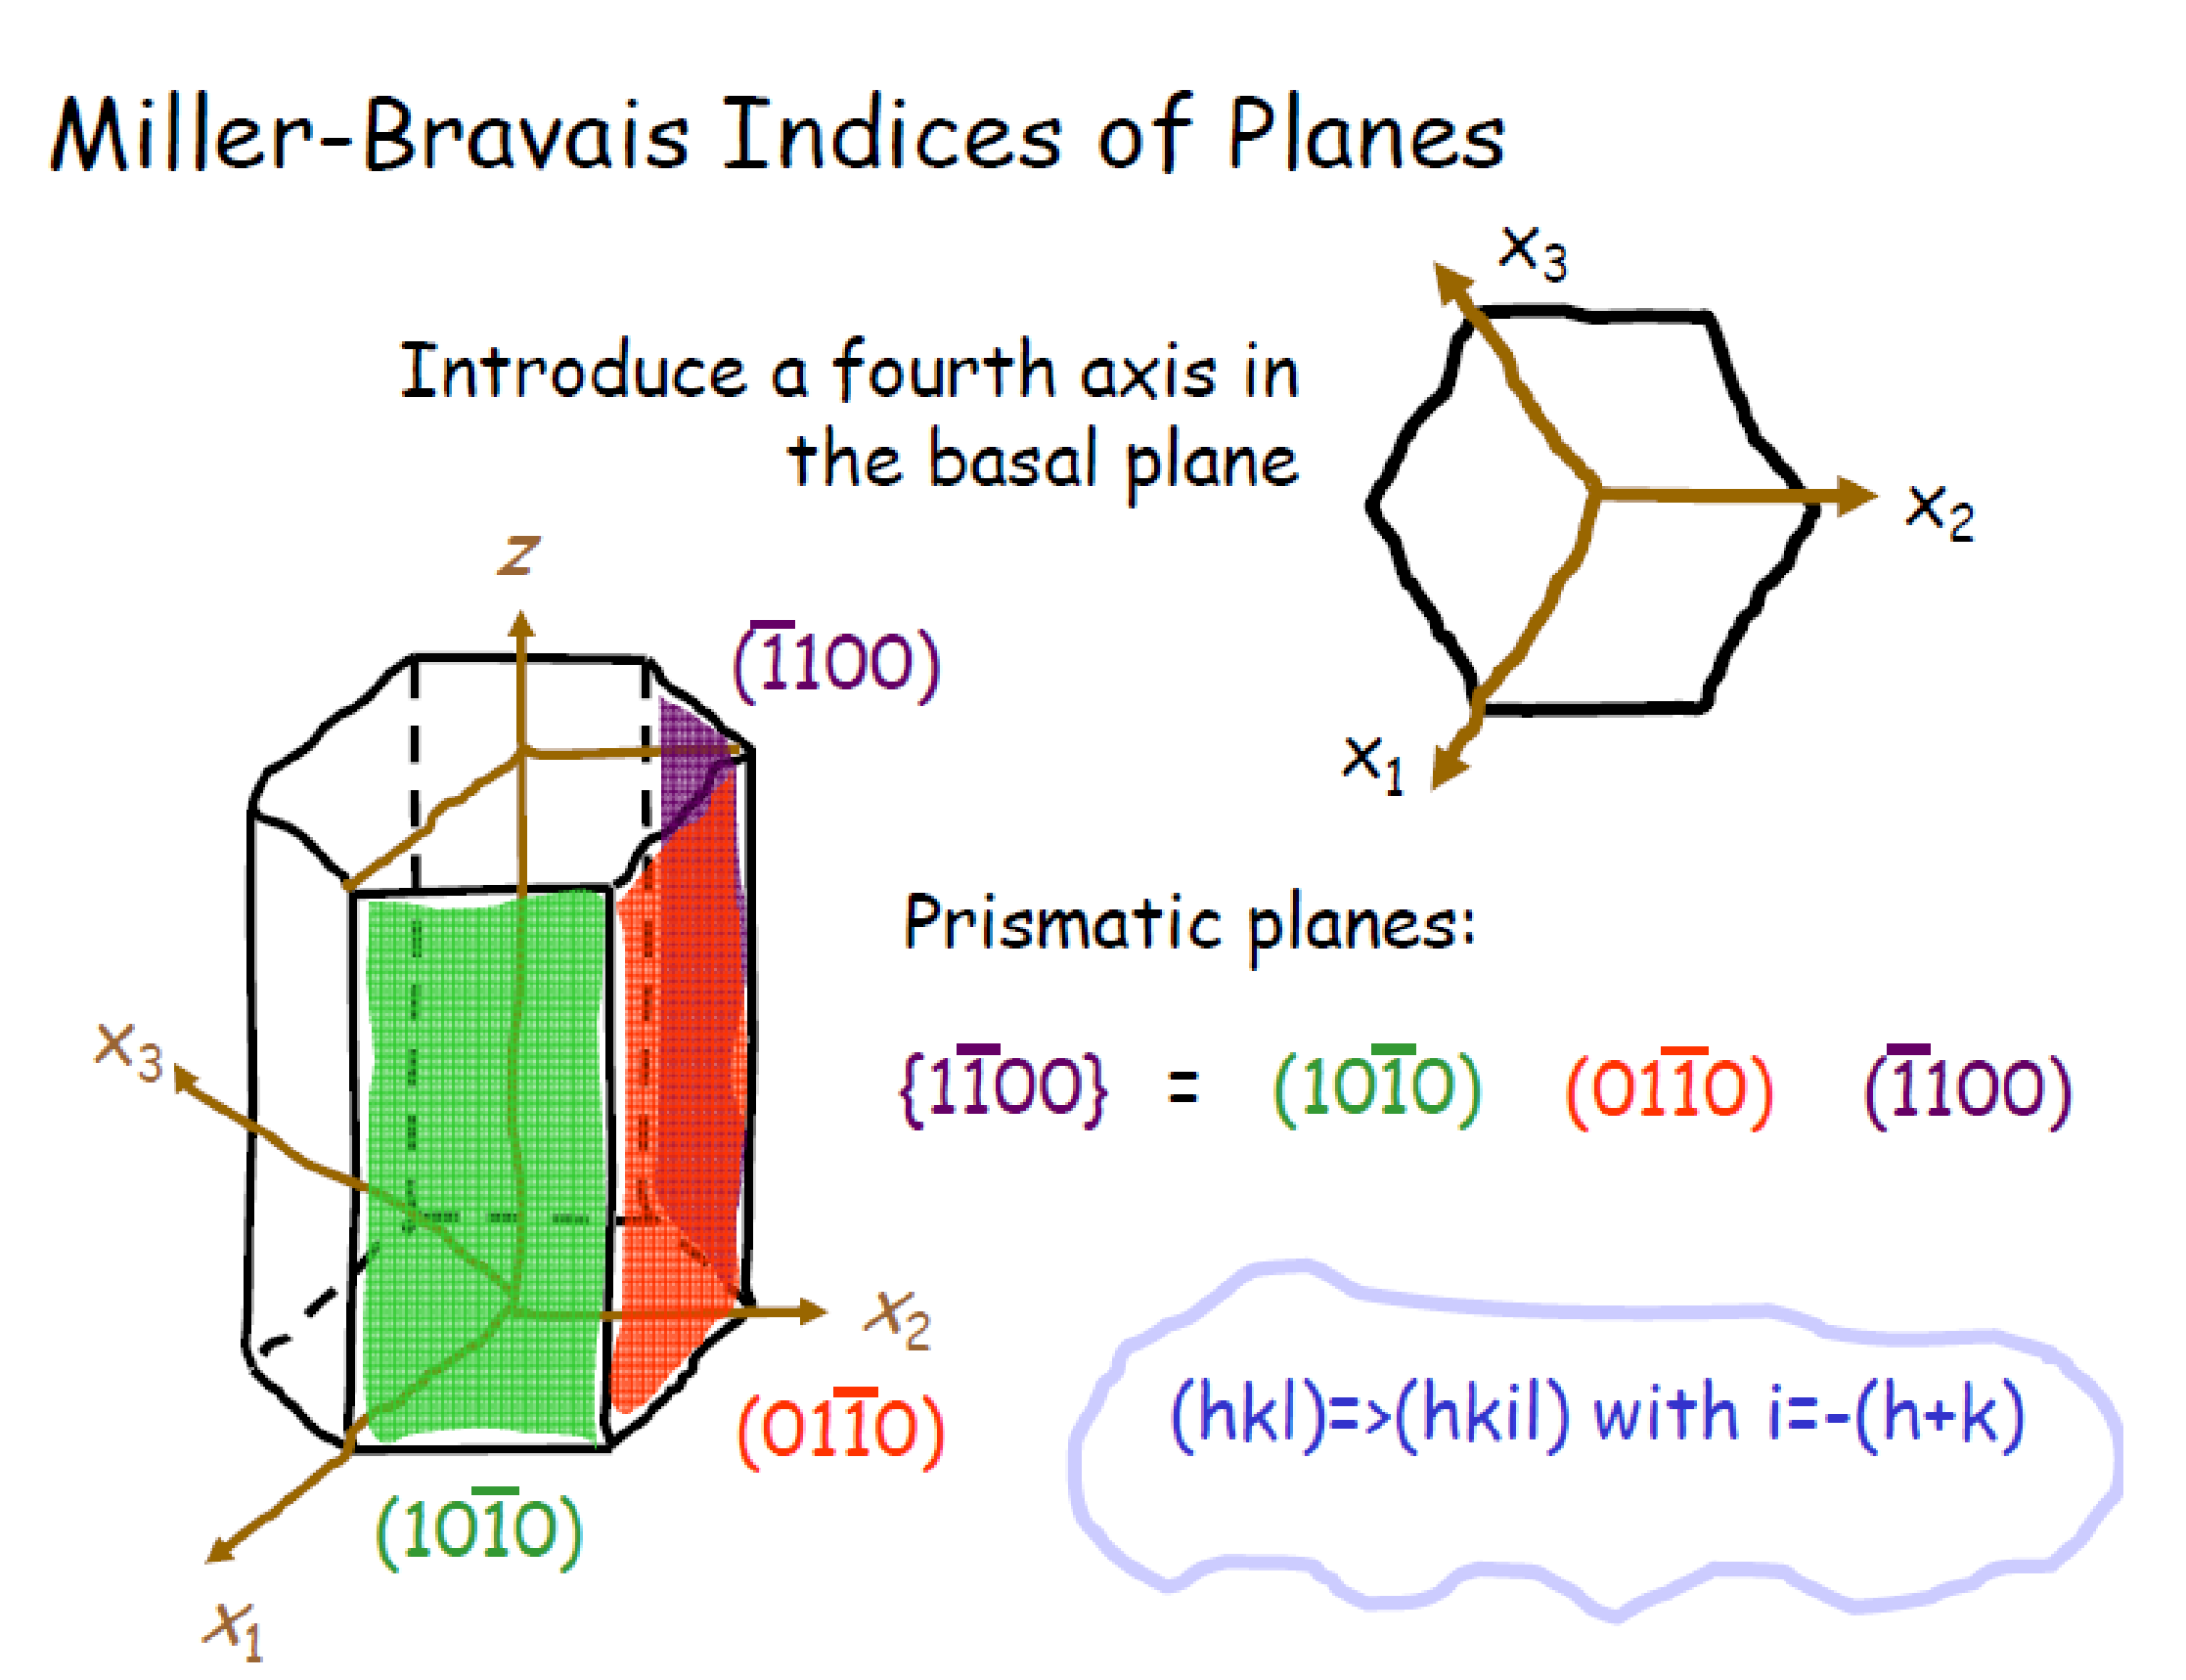 Miller-Bravais Indices of Planes
Introduce a fourth axis in
the basal plane
x₃
x₂
x₁
z
(1̅100)
x₃
x₂
(011̅0)
(101̅0)
x₁
Prismatic planes:
{11̅00} = (101̅0) (011̅0) (1̅100)
(hkl)=>(hkil) with i=-(h+k)